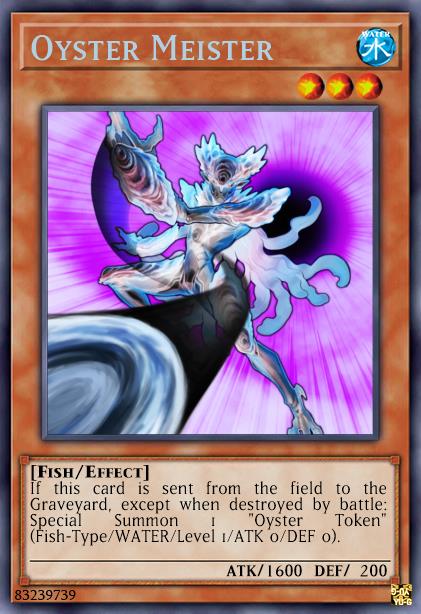 Oyster Meister
WATER
水
[Fish/Effect]
If this card is sent from the field to the
Graveyard, except when destroyed by battle:
Special Summon 1 "Oyster Token"
(Fish-Type/WATER/Level 1/ATK 0/DEF 0).
ATK/1600 DEF/ 200
83239739